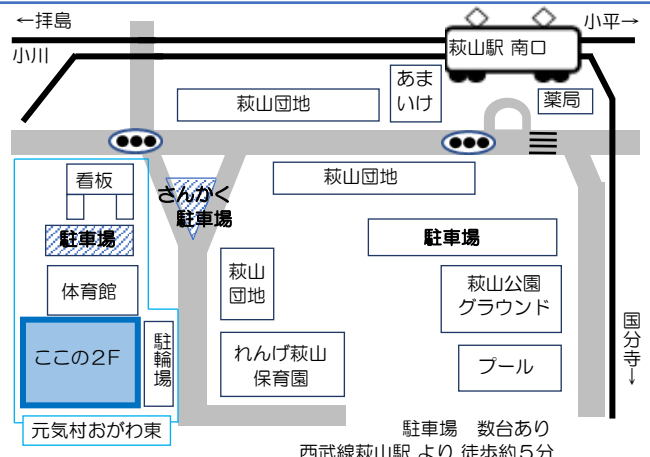 ←拝島
小平→
小川
萩山駅 南口
あま
いけ
薬局
萩山団地
看板
さんかく
駐車場
萩山団地
駐車場
駐車場
体育館
萩山
団地
萩山公園
グラウンド
ここの2F
駐輪場
れんげ萩山
保育園
プール
国分寺→
元気村おがわ東
駐車場 数台あり
西武線萩山駅 より 徒歩約5分